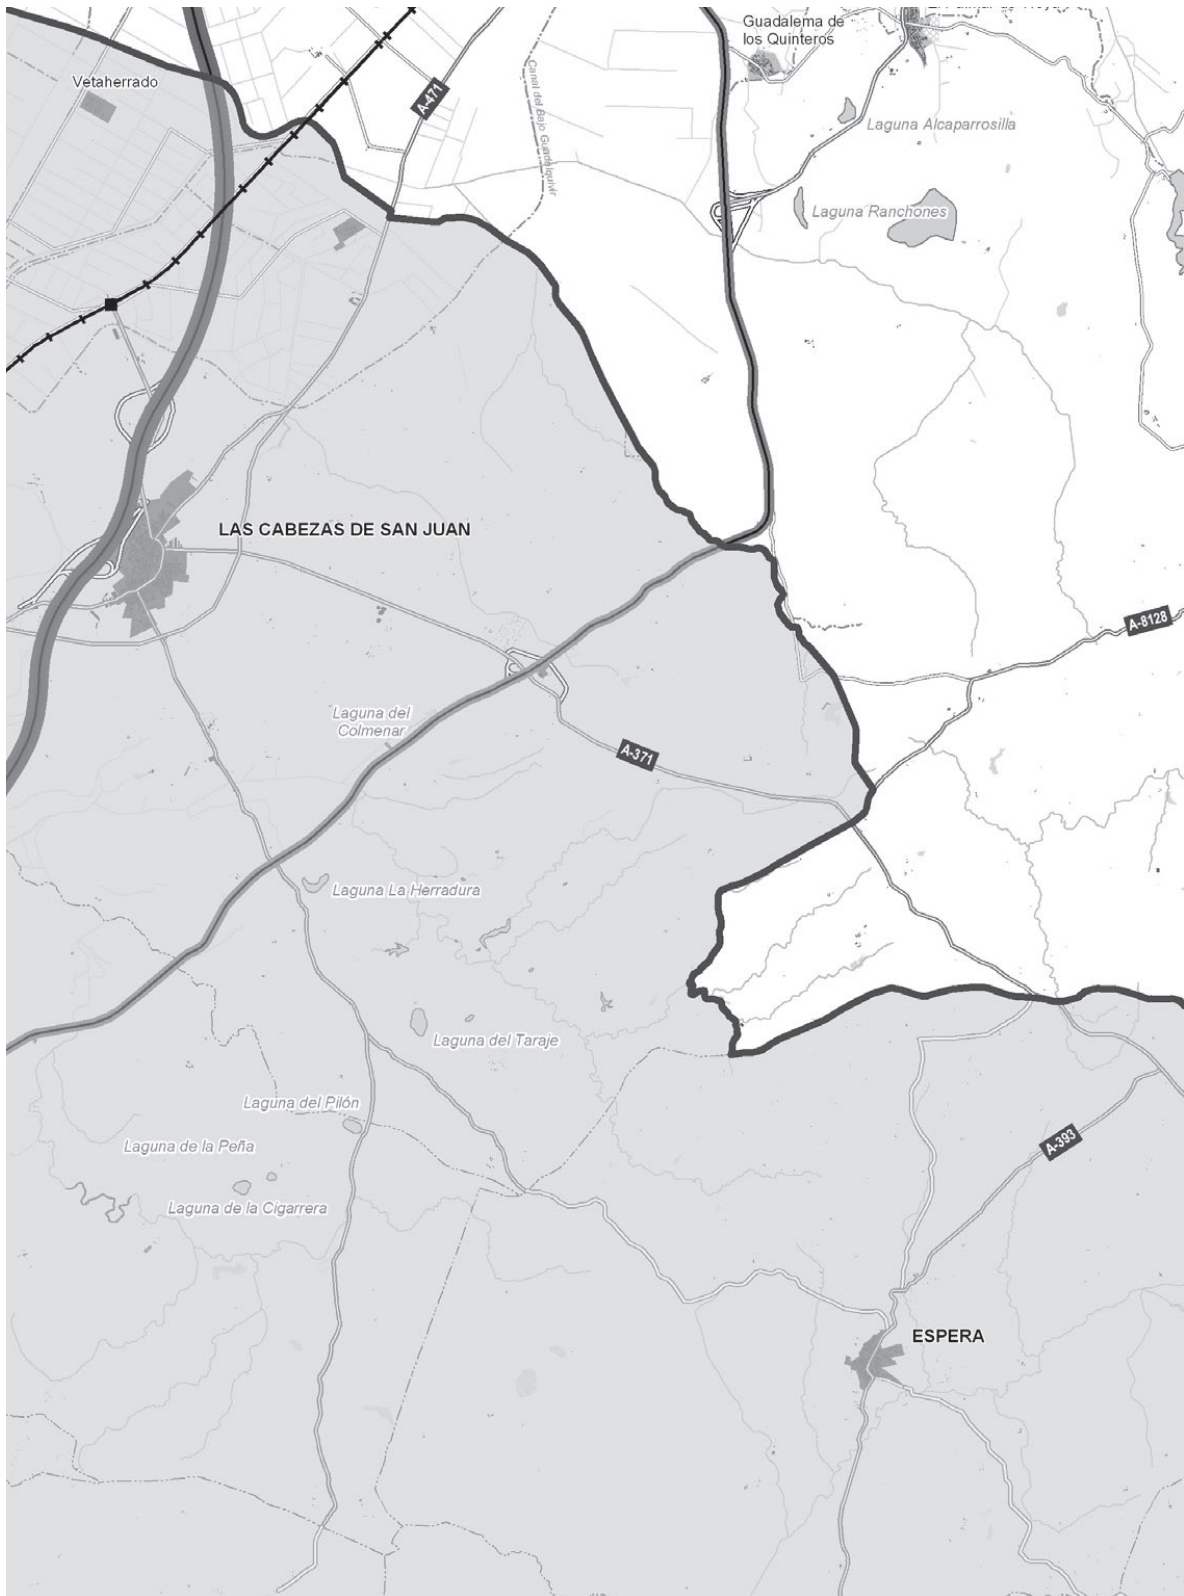 Guadalema de
los Quinteros
Vetaherrado
A-471
Canal del Bajo Guadalquivir
Laguna Alcaparrosilla
Laguna Ranchones
LAS CABEZAS DE SAN JUAN
A-8128
Laguna del
Colmenar
A-371
Laguna La Herradura
Laguna del Taraje
Laguna del Pilón
A-393
Laguna de la Peña
Laguna de la Cigarrera
ESPERA